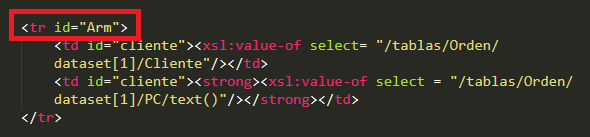 <tr id="Arm">
<td id="cliente"><xsl:value-of select= "/tablas/Orden/
dataset[1]/Cliente"/></td>
<td id="cliente"><strong><xsl:value-of select = "/tablas/Orden/
dataset[1]/PC/text()"/></strong></td>
</tr>